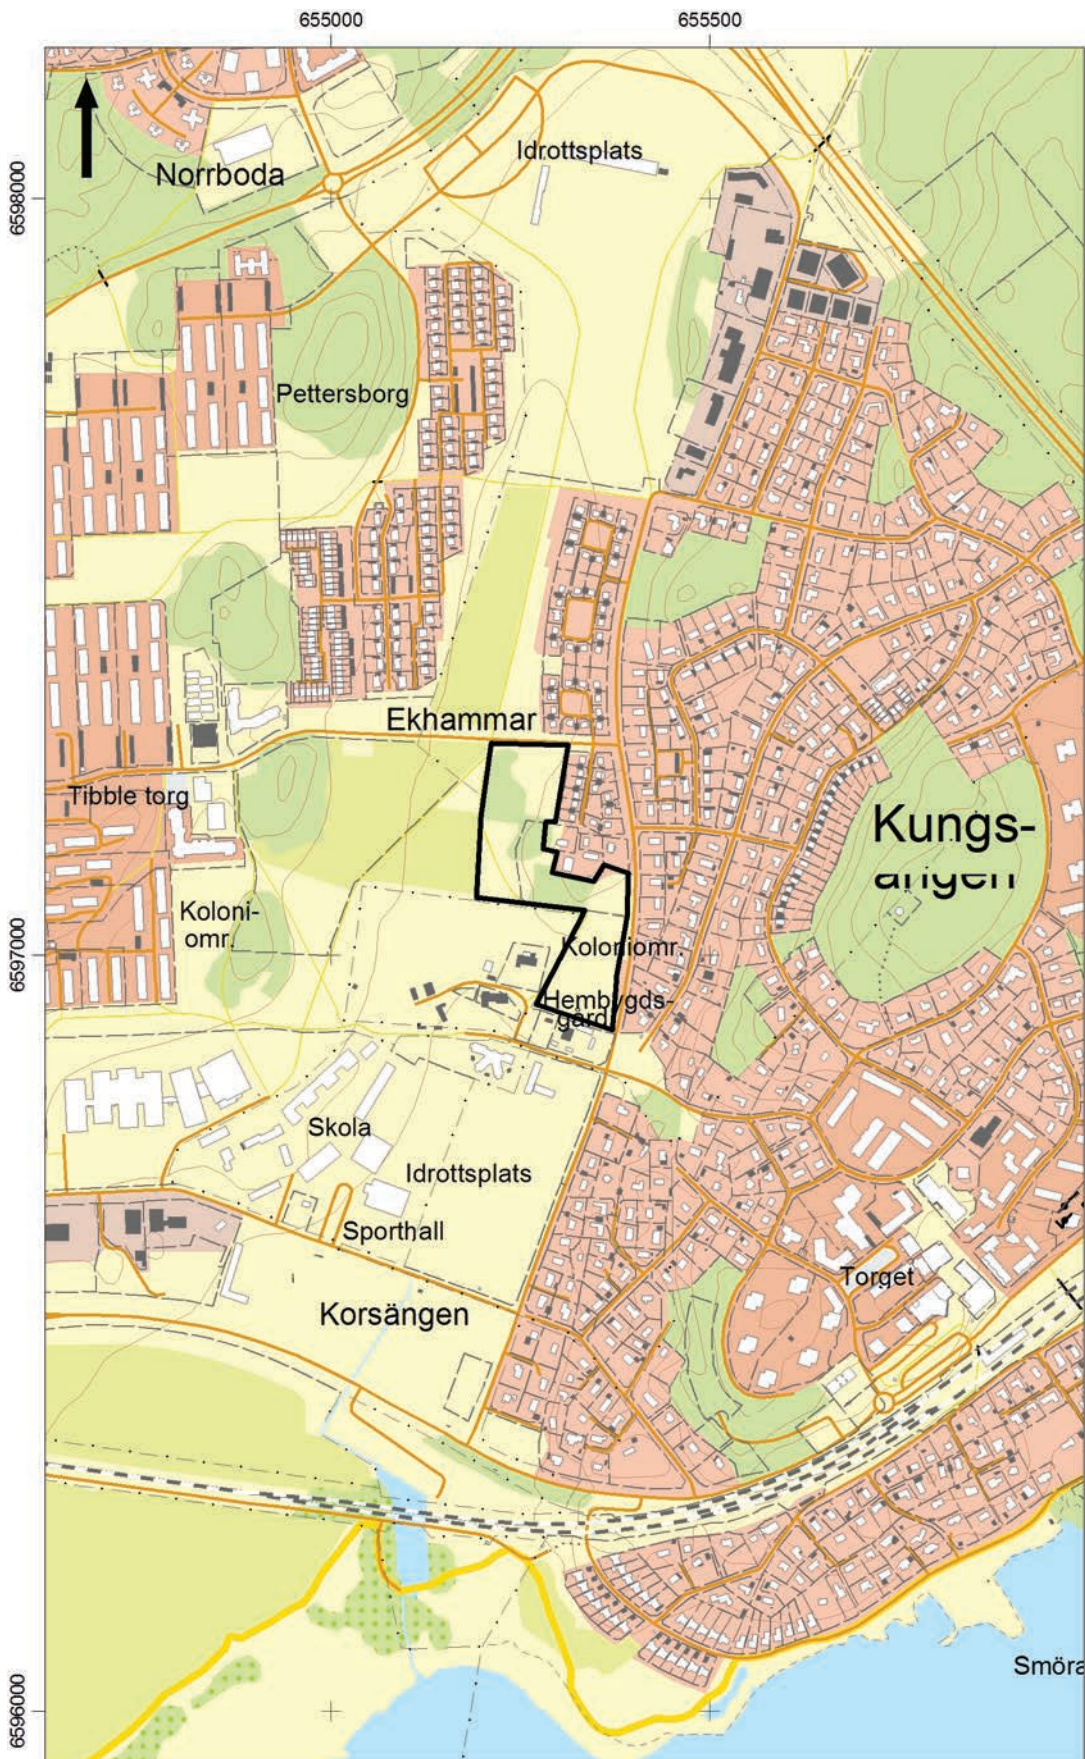 655000
655500
6598000
Idrottsplats
Norrboda
Pettersborg
Ekhammar
Tibble torg
Kungs-
ängen
Koloni-
omr.
6597000
Koloniomr.
Hembygds-
gård
Skola
Idrottsplats
Sporthall
Torget
Korsängen
Smöra
6596000